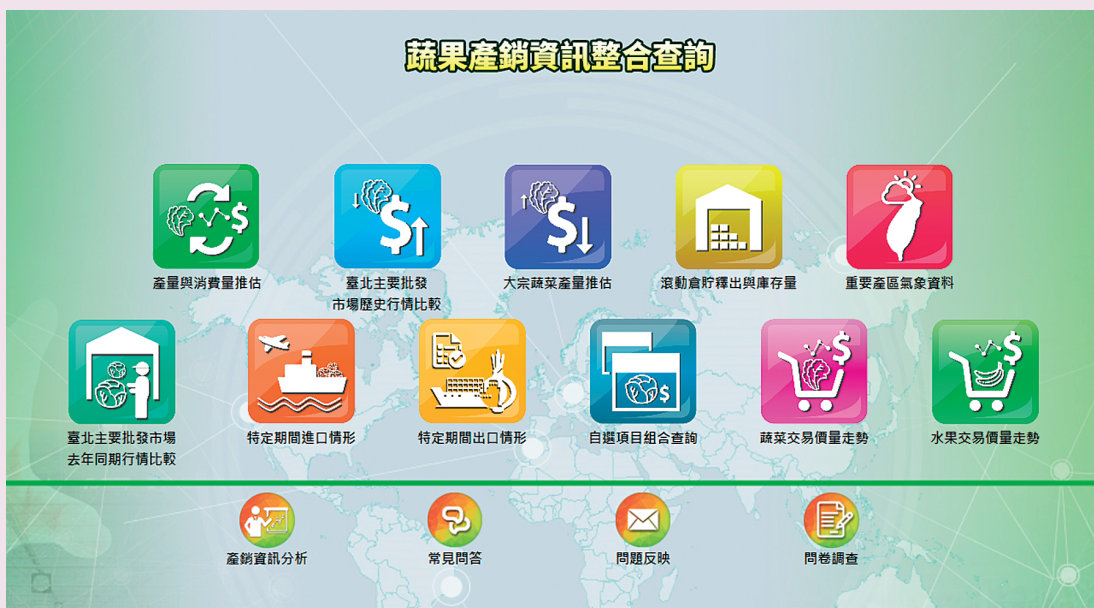 蔬果產銷資訊整合查詢
產量與消費量推估
臺北主要批發
市場歷史行情比較
大宗蔬菜產量推估
滾動倉貯釋出與庫存量
重要產區氣象資料
臺北主要批發市場
去年同期行情比較
特定期間進口情形
特定期間出口情形
自選項目組合查詢
蔬菜交易價量走勢
水果交易價量走勢
產銷資訊分析
常見問答
問題反映
問卷調查